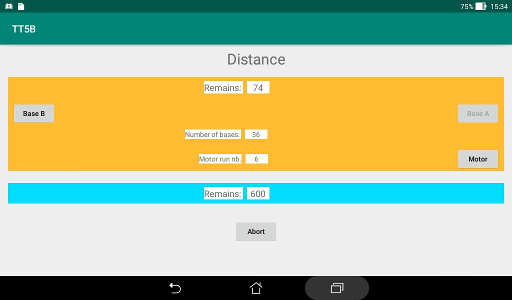 75% 15:34
TT5B
Distance
Remains: 74
Base B Base A
Number of bases: 36
Motor run nb. 6 Motor
Remains: 600
Abort